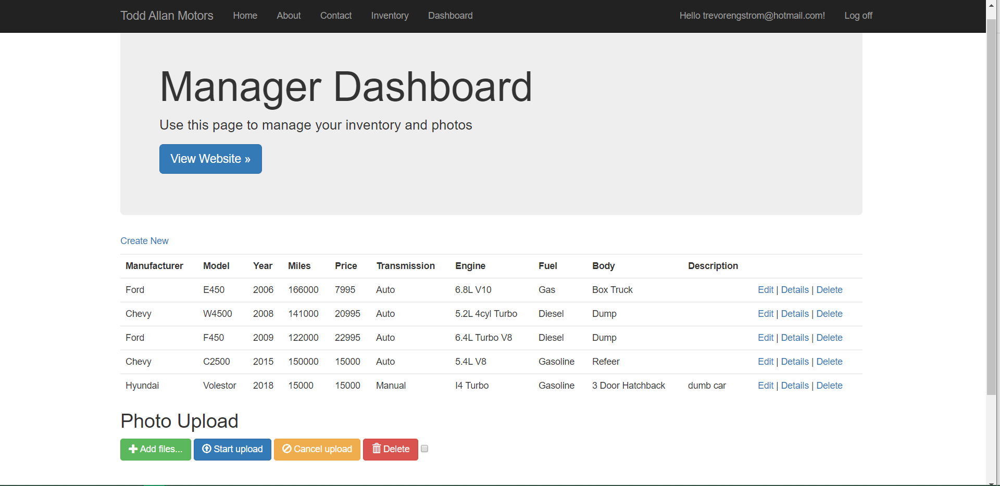 Todd Allan Motors Home About Contact Inventory Dashboard Hello trevorengstrom@hotmail.com! Log off
Manager Dashboard
Use this page to manage your inventory and photos
View Website »
Create New
Manufacturer Model Year Miles Price Transmission Engine Fuel Body Description
Ford E450 2006 166000 7995 Auto 6.8L V10 Gas Box Truck Edit | Details | Delete
Chevy W4500 2008 141000 20995 Auto 5.2L 4cyl Turbo Diesel Dump Edit | Details | Delete
Ford F450 2009 122000 22995 Auto 6.4L Turbo V8 Diesel Dump Edit | Details | Delete
Chevy C2500 2015 150000 15000 Auto 5.4L V8 Gasoline Refeer Edit | Details | Delete
Hyundai Volestor 2018 15000 15000 Manual I4 Turbo Gasoline 3 Door Hatchback dumb car Edit | Details | Delete
Photo Upload
Add files... Start upload Cancel upload Delete